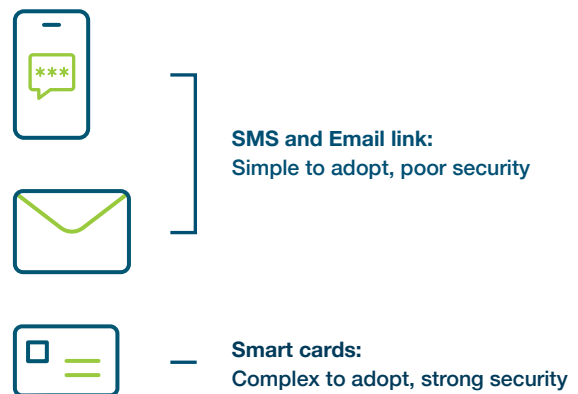 ***
SMS and Email link:
Simple to adopt, poor security
Smart cards:
Complex to adopt, strong security